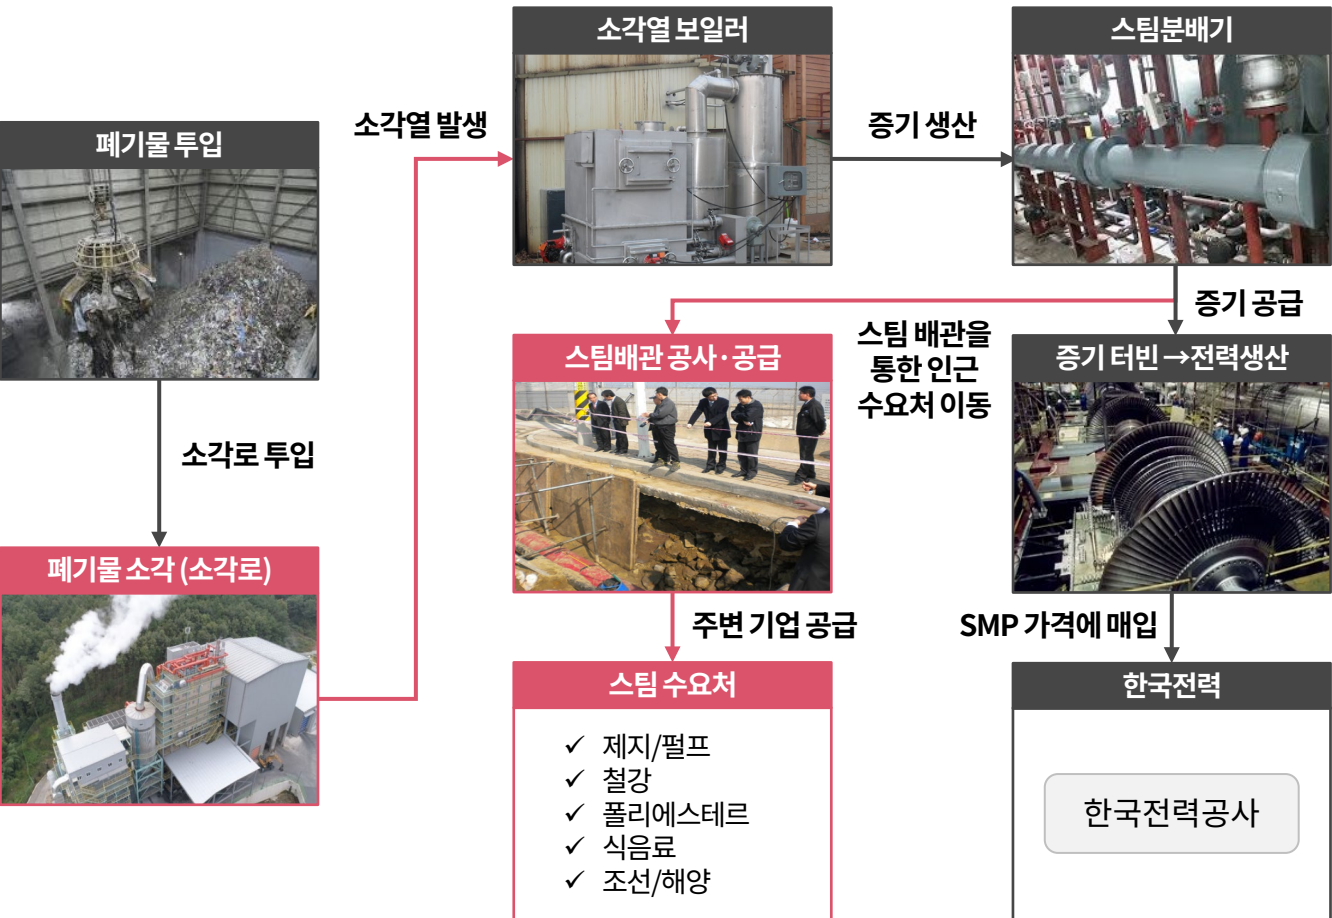 폐기물 투입
소각로 투입
폐기물 소각 (소각로)
소각열 발생
소각열 보일러
증기 생산
스팀분배기
증기 공급
스팀 배관을
통한 인근
수요처 이동
스팀배관 공사·공급
주변 기업 공급
스팀 수요처
✓ 제지/펄프
✓ 철강
✓ 폴리에스테르
✓ 식음료
✓ 조선/해양
증기 터빈 →전력생산
SMP 가격에 매입
한국전력
한국전력공사